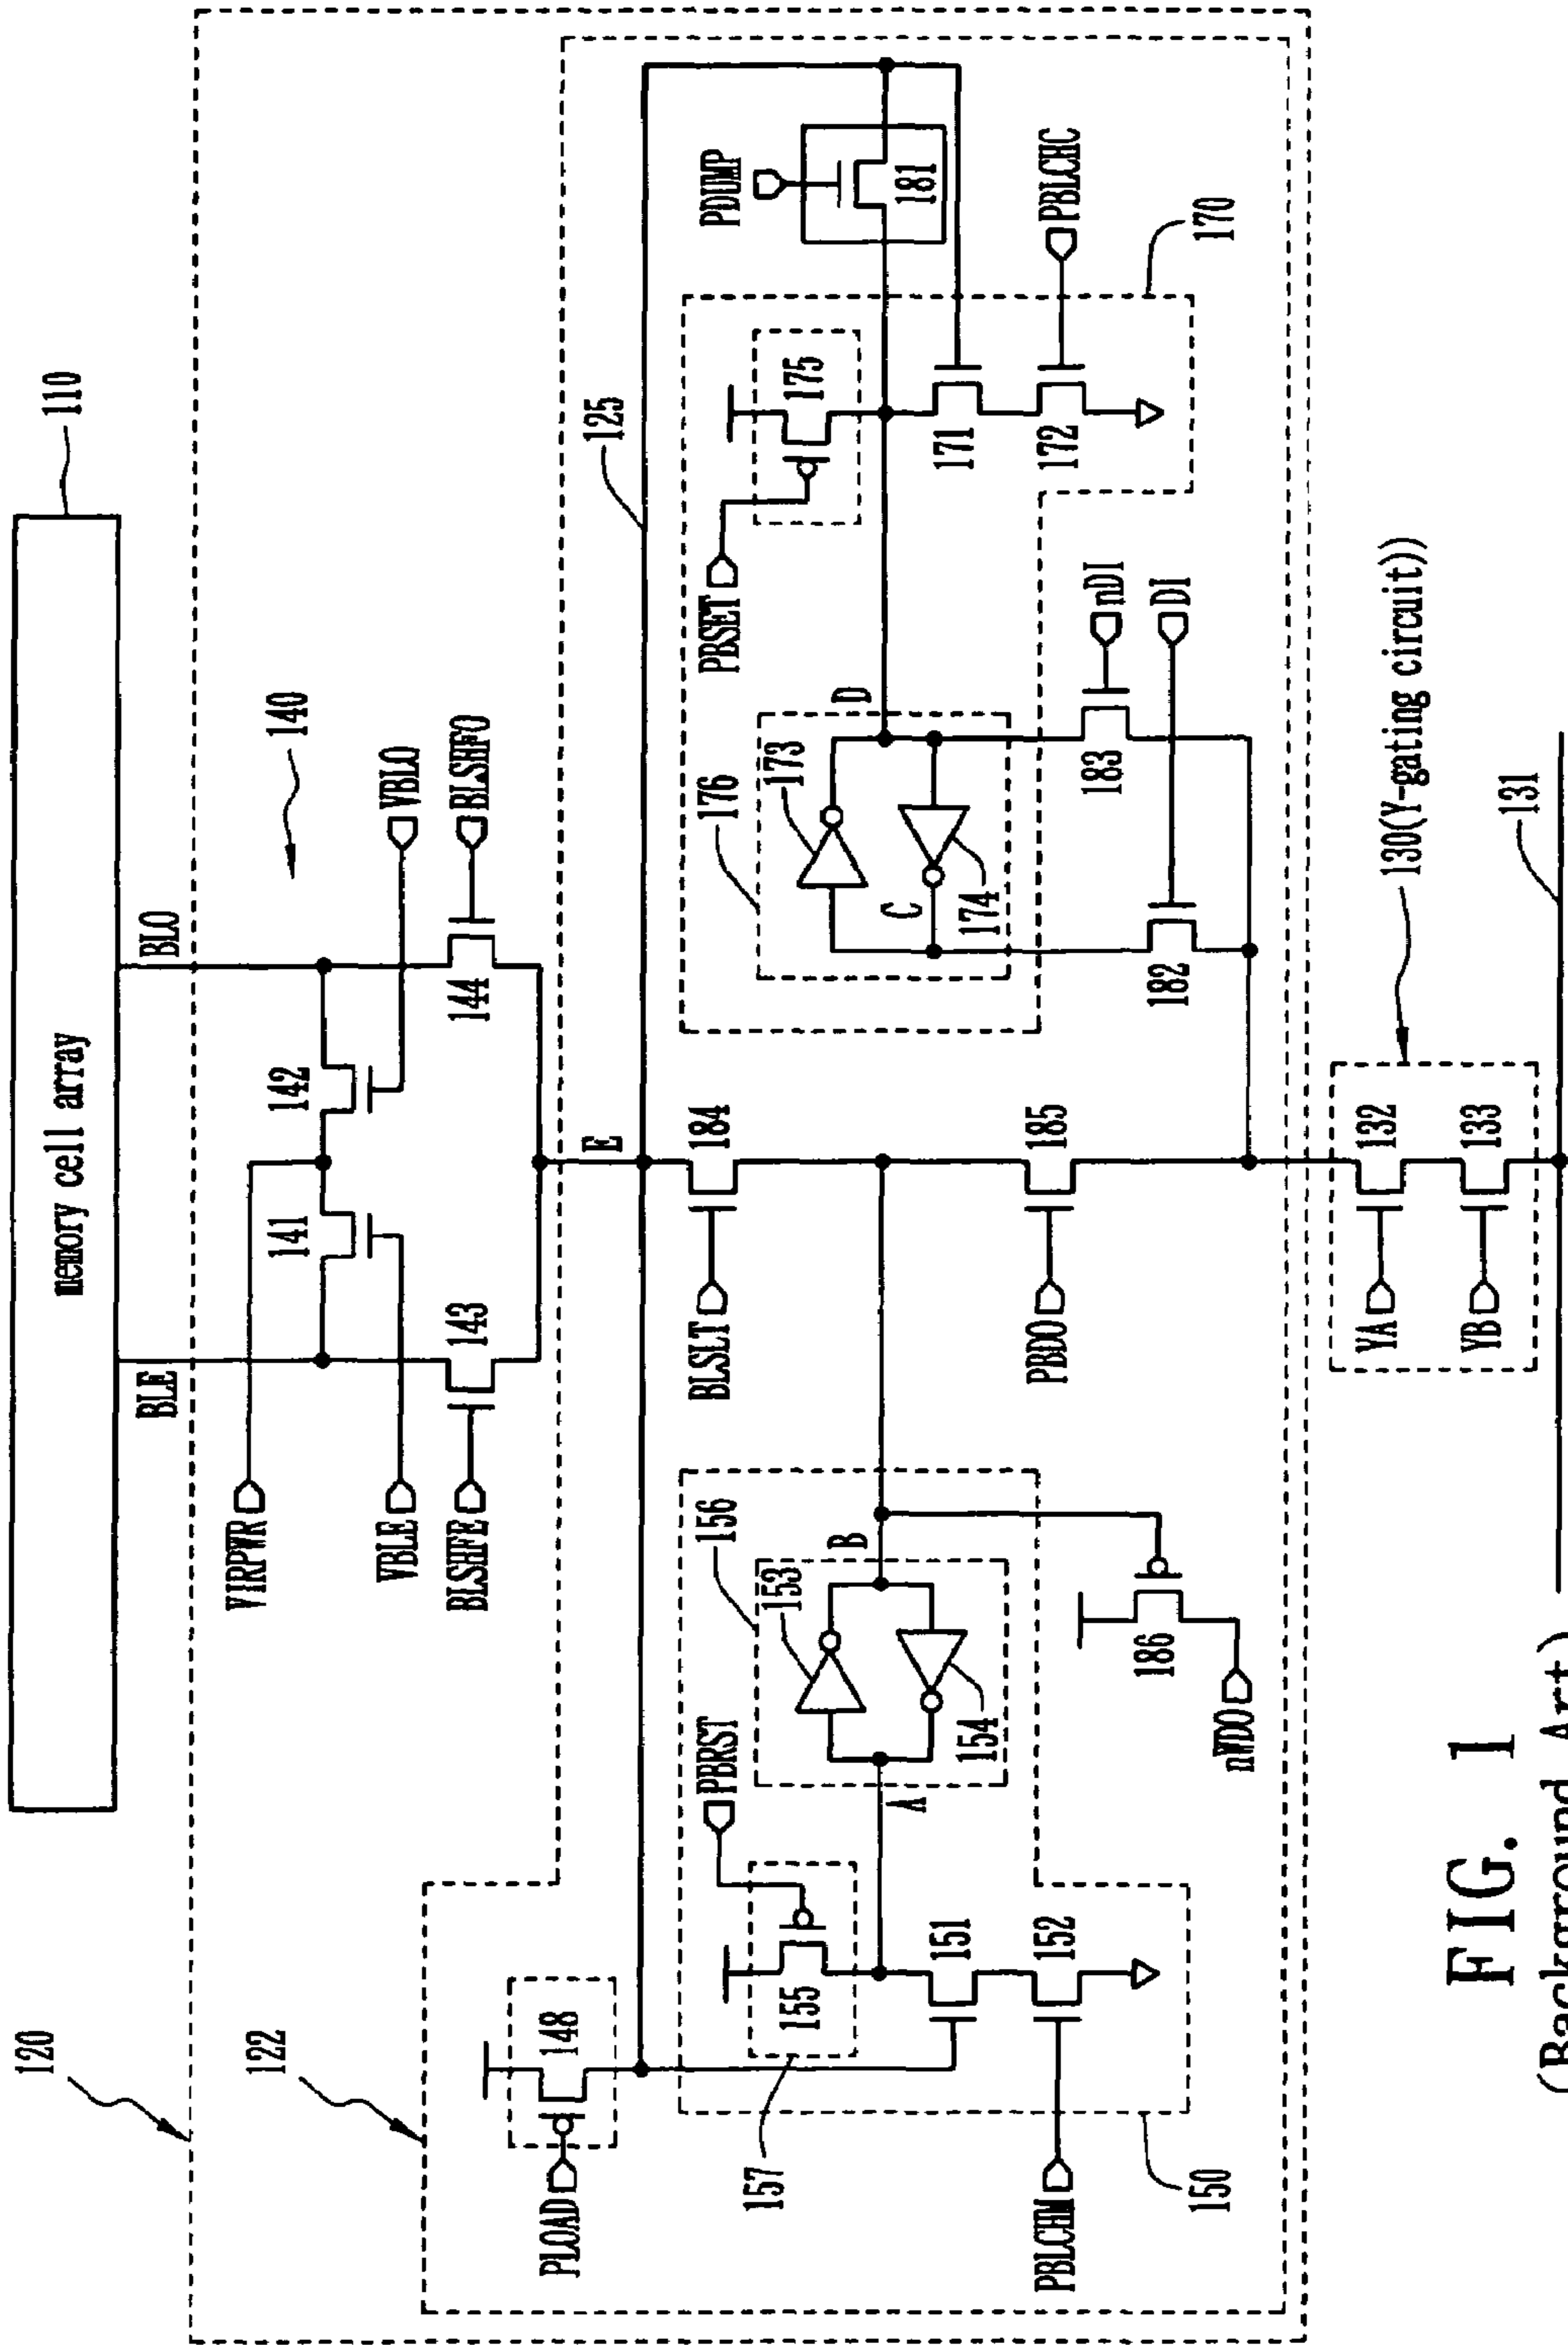 110
memory cell array
BLE
BLO
120
122
140
VIRPWR
VBLE
BLSHFE
141
142
143
144
VBLO
BLSHFO
E
125
PLOAD
148
BLSLT
184
PBDO
185
PBRST
155
157
151
152
PBLCHM
150
A
153
154
156
B
186
nWDO
PBSET
175
176
173
174
C
D
171
172
PDUMP
181
PBLCHC
170
182
183
nDI
DI
130(Y-gating circuit))
YA
132
YB
133
131
FIG. 1
(Background Art)